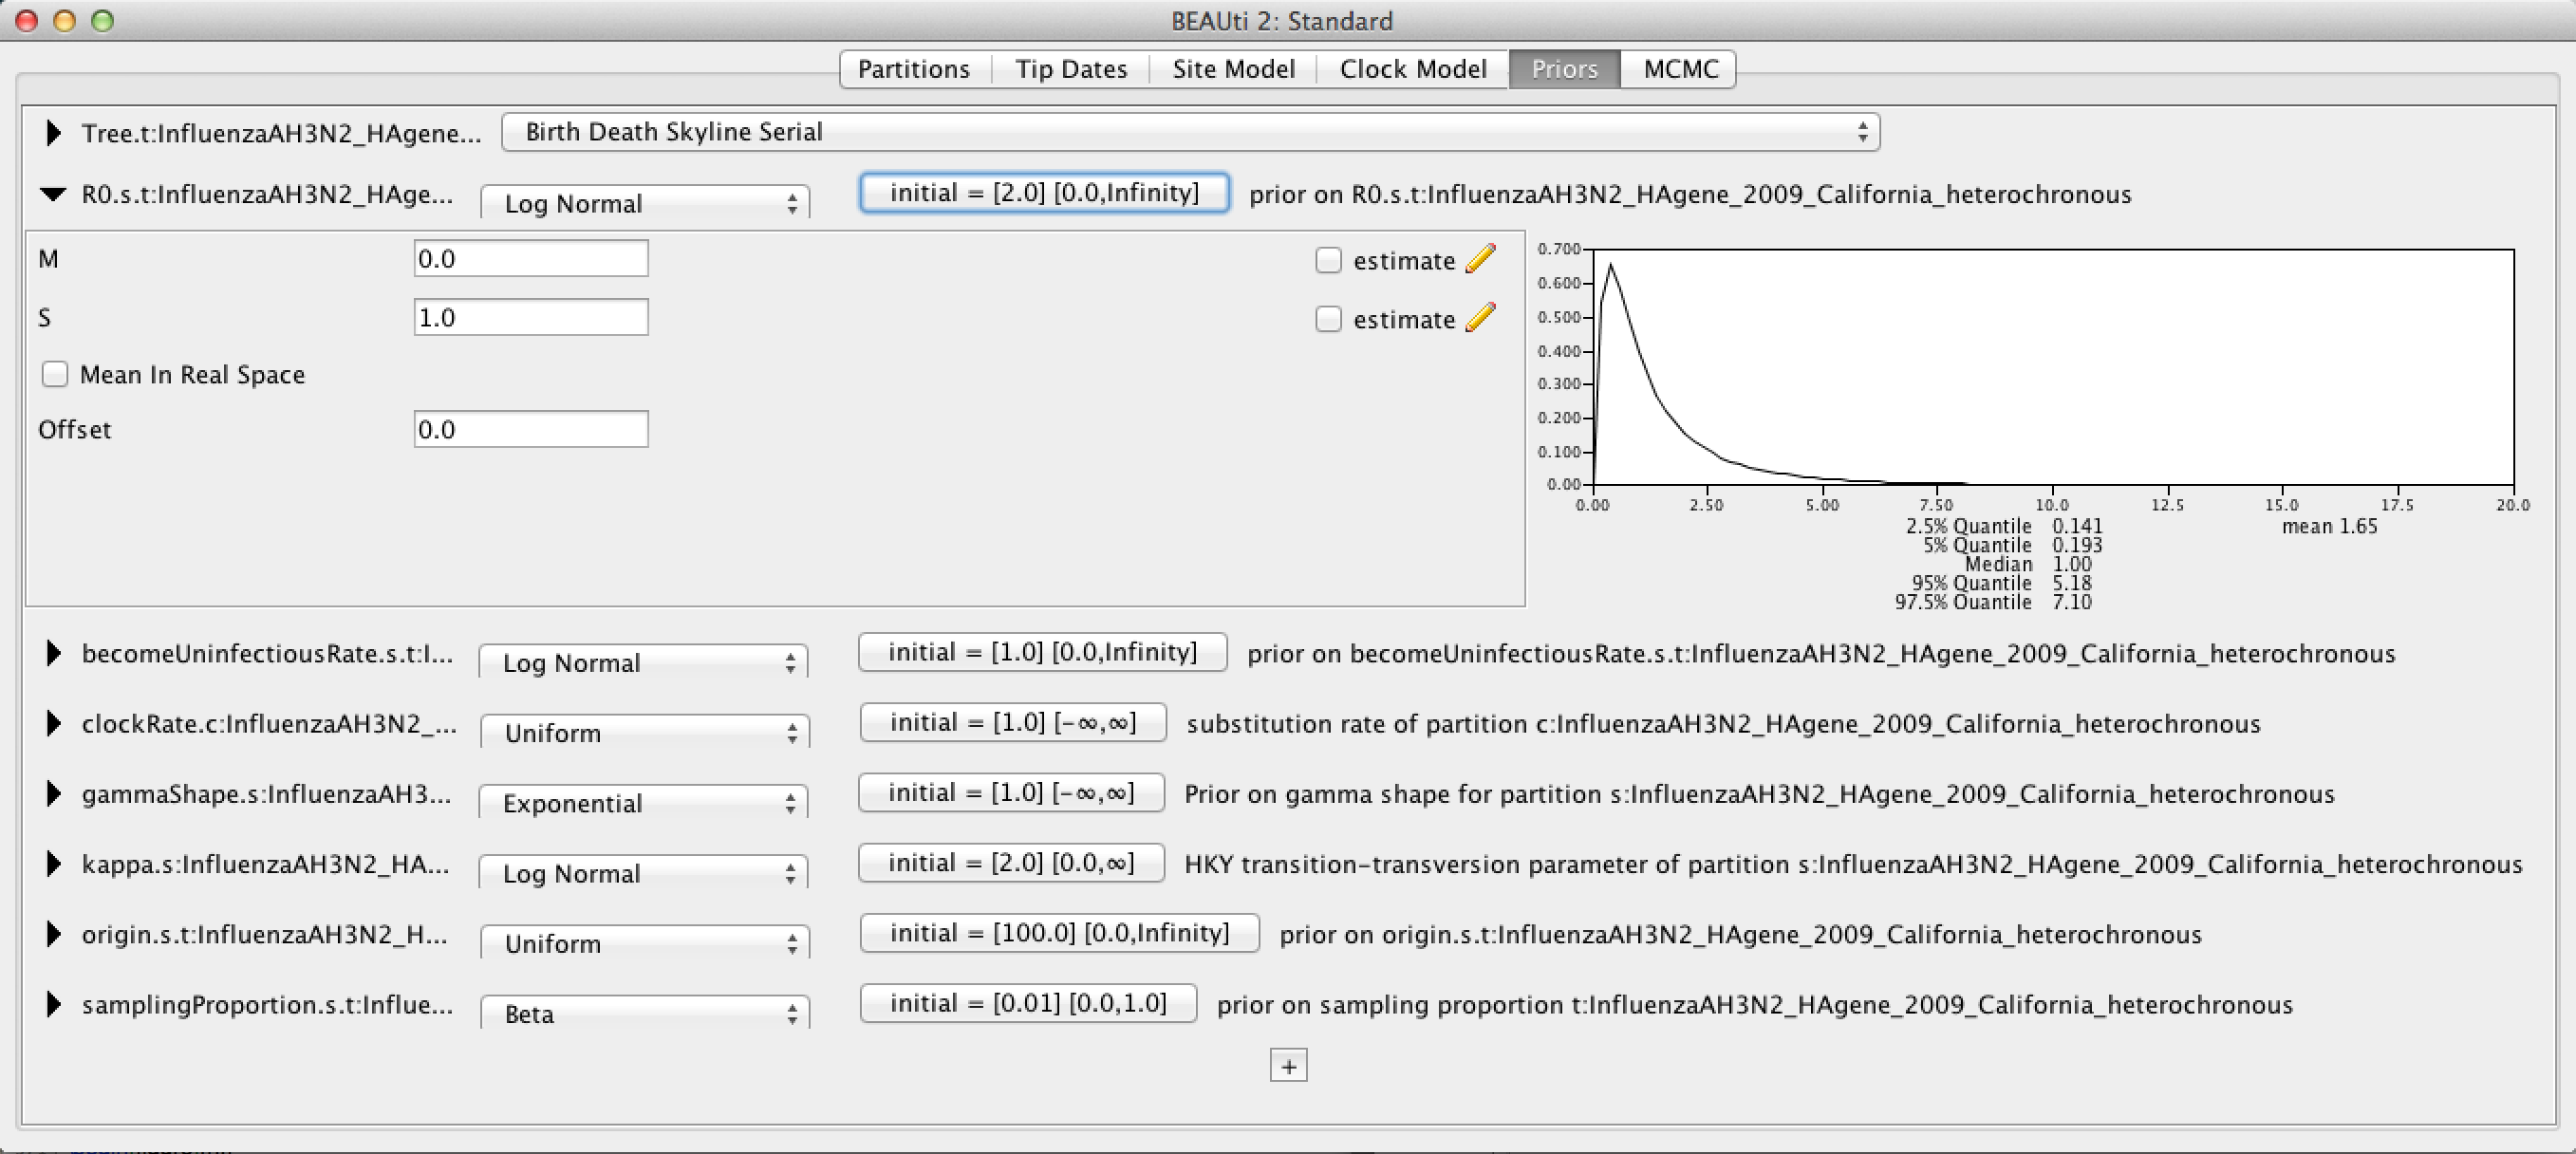 BEAUti 2: Standard
Partitions Tip Dates Site Model Clock Model Priors MCMC
Tree.t:InfluenzaAH3N2_HAgene... Birth Death Skyline Serial
R0.s.t:InfluenzaAH3N2_HAge... Log Normal initial = [2.0] [0.0,Infinity] prior on R0.s.t:InfluenzaAH3N2_HAgene_2009_California_heterochronous
M 0.0 estimate
S 1.0 estimate
Mean In Real Space
Offset 0.0
0.700
0.600
0.500
0.400
0.300
0.200
0.100
0.00
0.00 2.50 5.00 7.50 10.0 12.5 15.0 17.5 20.0
2.5% Quantile 0.141 mean 1.65
5% Quantile 0.193
Median 1.00
95% Quantile 5.18
97.5% Quantile 7.10
becomeUninfectiousRate.s.t:I... Log Normal initial = [1.0] [0.0,Infinity] prior on becomeUninfectiousRate.s.t:InfluenzaAH3N2_HAgene_2009_California_heterochronous
clockRate.c:InfluenzaAH3N2_... Uniform initial = [1.0] [-∞,∞] substitution rate of partition c:InfluenzaAH3N2_HAgene_2009_California_heterochronous
gammaShape.s:InfluenzaAH3... Exponential initial = [1.0] [-∞,∞] Prior on gamma shape for partition s:InfluenzaAH3N2_HAgene_2009_California_heterochronous
kappa.s:InfluenzaAH3N2_HA... Log Normal initial = [2.0] [0.0,∞] HKY transition-transversion parameter of partition s:InfluenzaAH3N2_HAgene_2009_California_heterochronous
origin.s.t:InfluenzaAH3N2_H... Uniform initial = [100.0] [0.0,Infinity] prior on origin.s.t:InfluenzaAH3N2_HAgene_2009_California_heterochronous
samplingProportion.s.t:Influe... Beta initial = [0.01] [0.0,1.0] prior on sampling proportion t:InfluenzaAH3N2_HAgene_2009_California_heterochronous
+